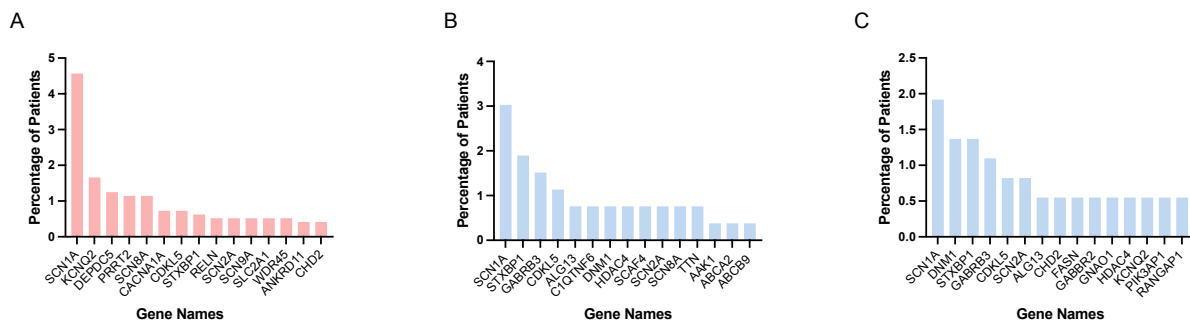 A
Percentage of Patients
5
4
3
2
1
0
SCN1A
KCNQ2
DEPDC5
PRRT2
SCN8A
CACNA1A
CDKL5
STXBP1
RELN
SCN2A
SCN9A
SLC2A1
WDR45
ANKRD11
CHD2
Gene Names
B
Percentage of Patients
4
3
2
1
0
SCN1A
STXBP1
GABRB3
CDKL5
ALG13
C1QTNF6
DNM1
HDAC4
SCAF4
SCN2A
SCN8A
TTN
AAK1
ABCA2
ABCB9
Gene Names
C
Percentage of Patients
2.5
2.0
1.5
1.0
0.5
0.0
SCN1A
DNM1
STXBP1
GABRB3
CDKL5
SCN2A
ALG13
CHD2
FASN
GABBR2
GNAO1
HDAC4
KCNQ2
PIK3AP1
RANGAP1
Gene Names